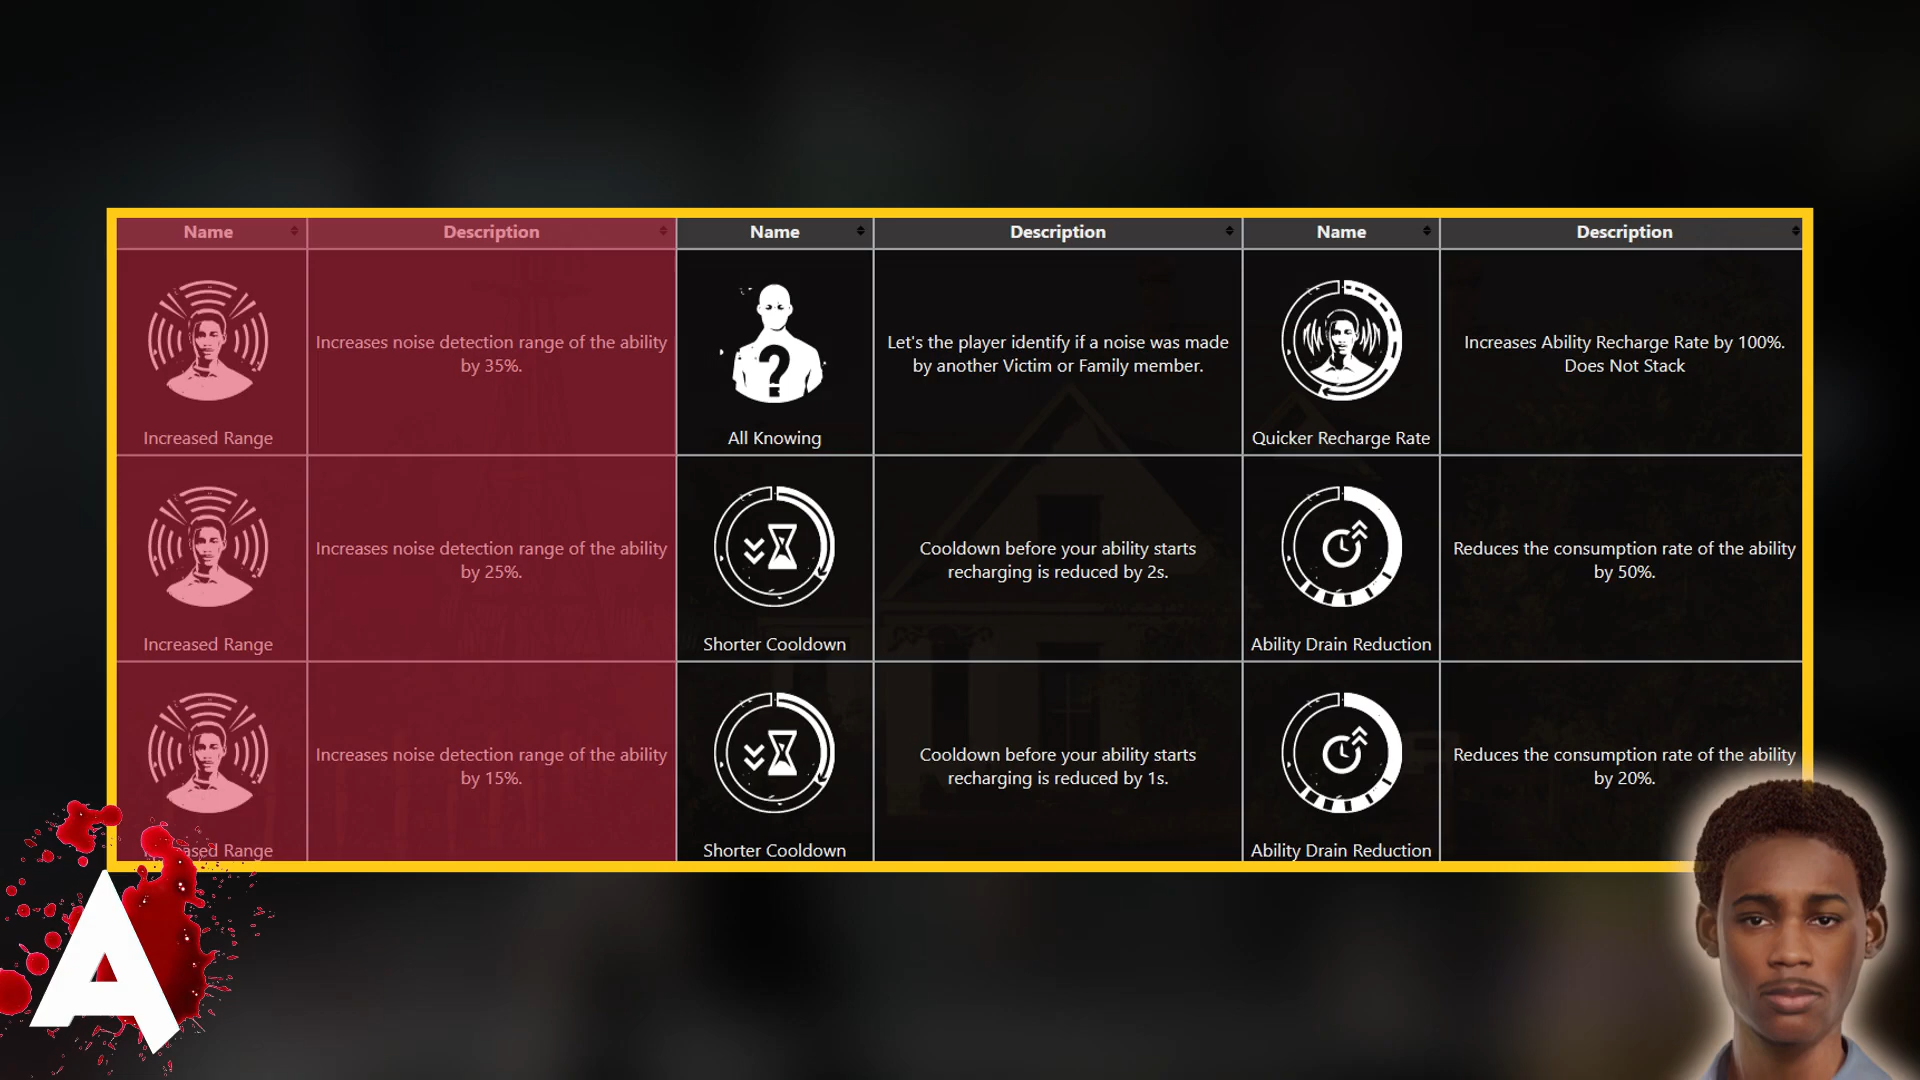 Name Description Name Description Name Description
Increases noise detection range of the ability
by 35%.
Increased Range
Let's the player identify if a noise was made
by another Victim or Family member.
All Knowing
Increases Ability Recharge Rate by 100%.
Does Not Stack
Quicker Recharge Rate
Increases noise detection range of the ability
by 25%.
Increased Range
Cooldown before your ability starts
recharging is reduced by 2s.
Shorter Cooldown
Reduces the consumption rate of the ability
by 50%.
Ability Drain Reduction
Increases noise detection range of the ability
by 15%.
Range
Cooldown before your ability starts
recharging is reduced by 1s.
Shorter Cooldown
Reduces the consumption rate of the ability
by 20%.
Ability Drain Reduction
A